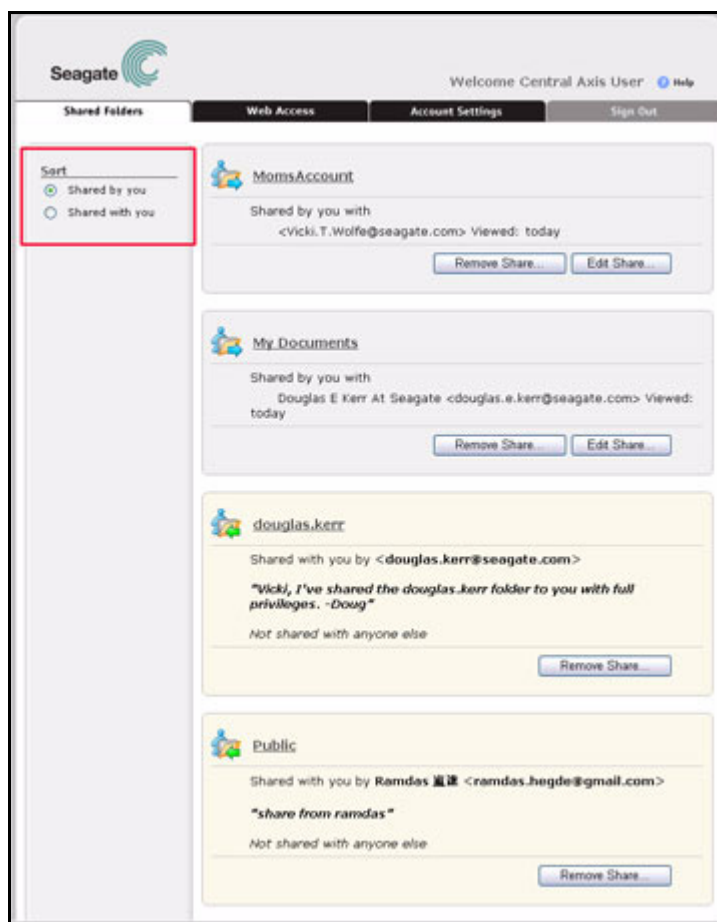 Seagate
Welcome Central Axis User Help
Shared Folders Web Access Account Settings Sign Out
Sort
Shared by you
Shared with you
MomsAccount
Shared by you with
<Vicki.T.Wolfe@seagate.com> Viewed: today
Remove Share... Edit Share...
My Documents
Shared by you with
Douglas E Kerr At Seagate <douglas.e.kerr@seagate.com> Viewed:
today
Remove Share... Edit Share...
douglas.kerr
Shared with you by <douglas.kerr@seagate.com>
"Vicki, I've shared the douglas.kerr folder to you with full
privileges. -Doug"
Not shared with anyone else
Remove Share...
Public
Shared with you by Ramdas <ramdas.hegde@gmail.com>
"share from ramdas"
Not shared with anyone else
Remove Share...